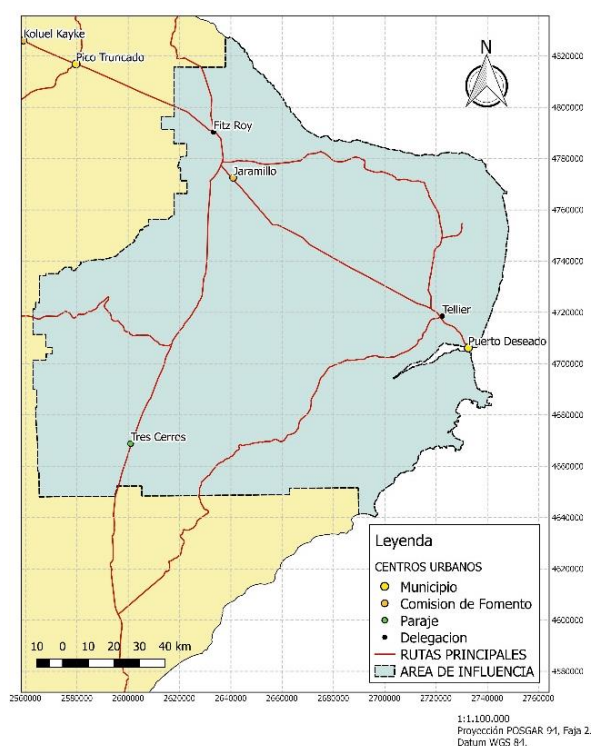 Koluel Kayke
Pico Truncado
N
4820000
4800000
Fitz Roy
4780000
Jaramillo
4760000
4740000
Tellier
4720000
Puerto Deseado
4700000
4680000
Tres Cerros
4660000
4640000
Leyenda
CENTROS URBANOS
Municipio
Comision de Fomento
Paraje
Delegacion
RUTAS PRINCIPALES
AREA DE INFLUENCIA
4620000
4600000
4580000
10 0 10 20 30 40 km
2560000 2580000 2600000 2620000 2640000 2660000 2680000 2700000 2720000 2740000 2760000
1:1.100.000
Proyección POSGAR 94, Faja 2.
Datum WGS 84.